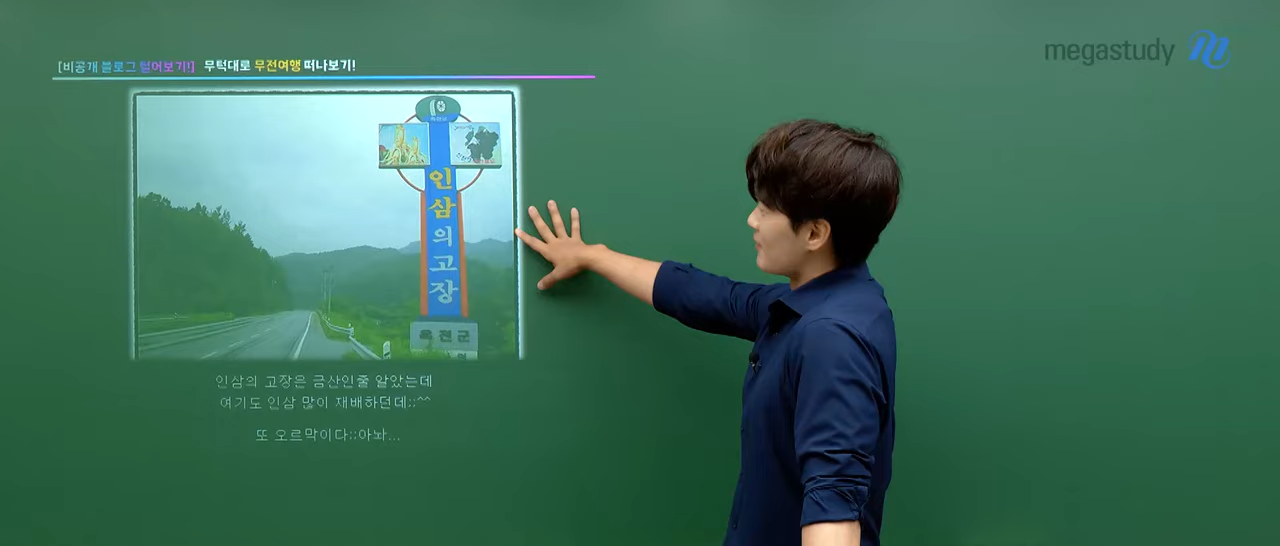 [비공개 블로그 털어보기!] 무턱대로 무전여행 떠나보기!
megastudy
인삼의고장
옥천군
인삼의 고장은 금산인줄 알았는데
여기도 인삼 많이 재배하던데;;^^
또 오르막이다;;아놔...